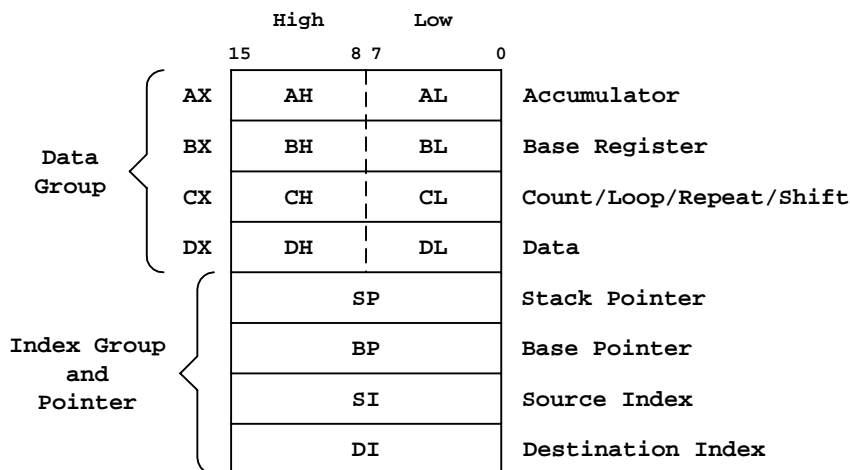 High Low
15 8 7 0
AX AH AL Accumulator
BX BH BL Base Register
Data
Group
CX CH CL Count/Loop/Repeat/Shift
DX DH DL Data
SP Stack Pointer
BP Base Pointer
Index Group
and
Pointer
SI Source Index
DI Destination Index